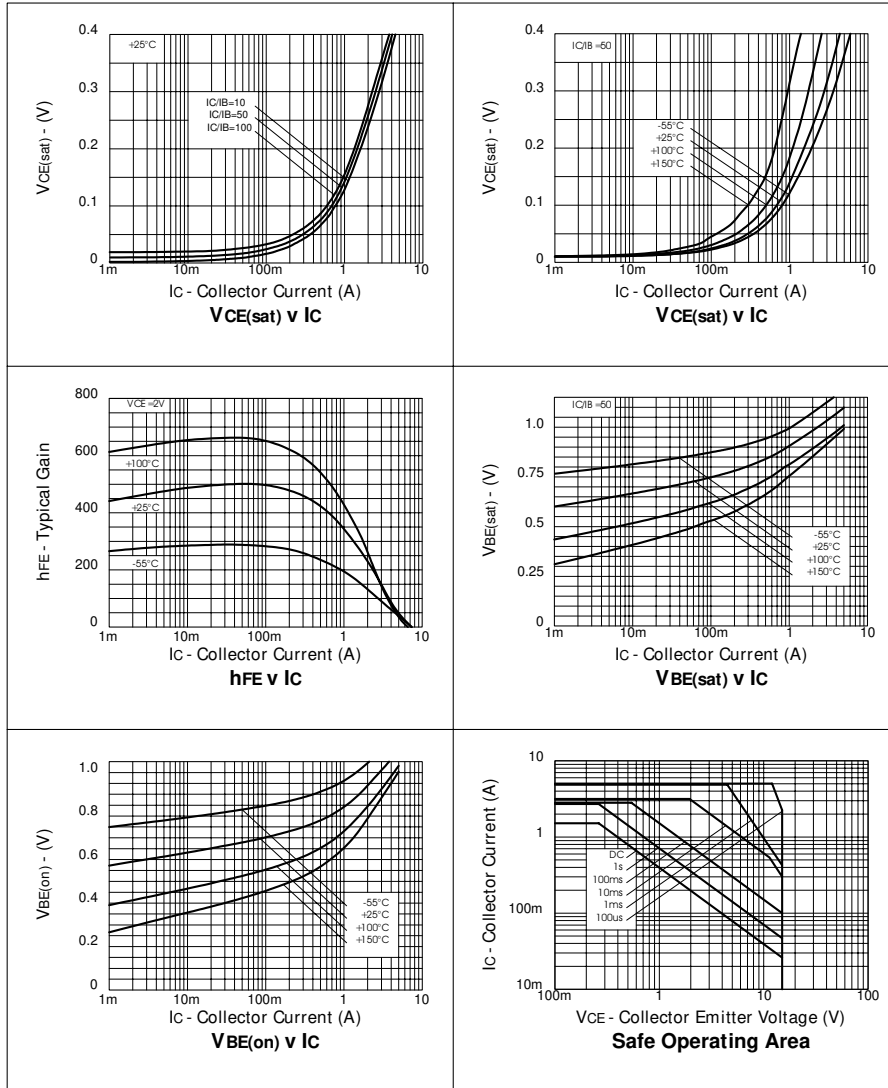 0.4
+25°C
0.3
IC/IB=10
IC/IB=50
IC/IB=100
0.2
0.1
0
VCE(sat) - (V)
1m 10m 100m 1 10
IC - Collector Current (A)
VCE(sat) v IC
0.4
IC/IB=50
0.3
-55°C
+25°C
+100°C
+150°C
0.2
0.1
0
VCE(sat) - (V)
1m 10m 100m 1 10
IC - Collector Current (A)
VCE(sat) v IC
800
VCE=2V
600
+100°C
400
+25°C
200
-55°C
0
hFE - Typical Gain
1m 10m 100m 1 10
IC - Collector Current (A)
hFE v IC
IC/IB=50
1.0
0.75
0.5
-55°C
+25°C
+100°C
+150°C
0.25
0
VBE(sat) - (V)
1m 10m 100m 1 10
IC - Collector Current (A)
VBE(sat) v IC
1.0
0.8
0.6
0.4
-55°C
+25°C
+100°C
+150°C
0.2
0
VBE(on) - (V)
1m 10m 100m 1 10
IC - Collector Current (A)
VBE(on) v IC
10
1
DC
1s
100ms
10ms
1ms
100us
100m
10m
IC - Collector Current (A)
100m 1 10 100
VCE - Collector Emitter Voltage (V)
Safe Operating Area